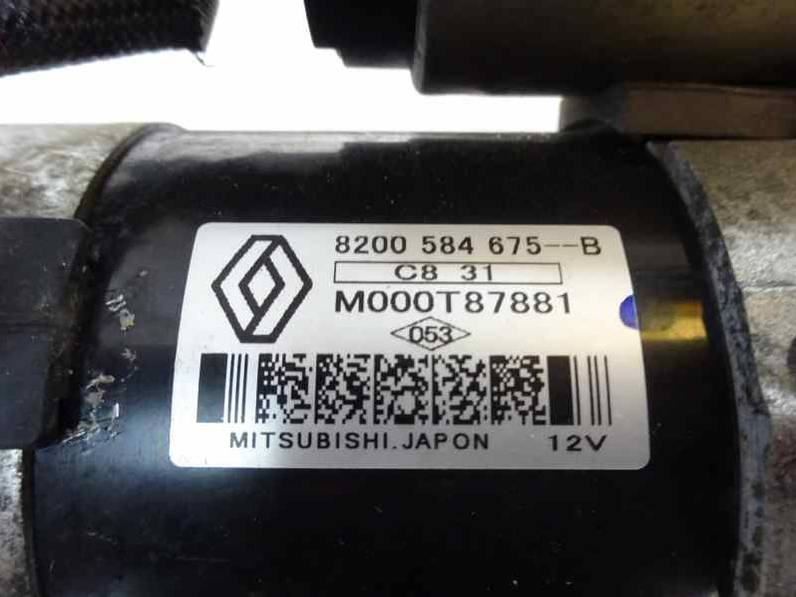 8200 584 675--B
C8 31
M000T87881
053
MITSUBISHI.JAPON 12V